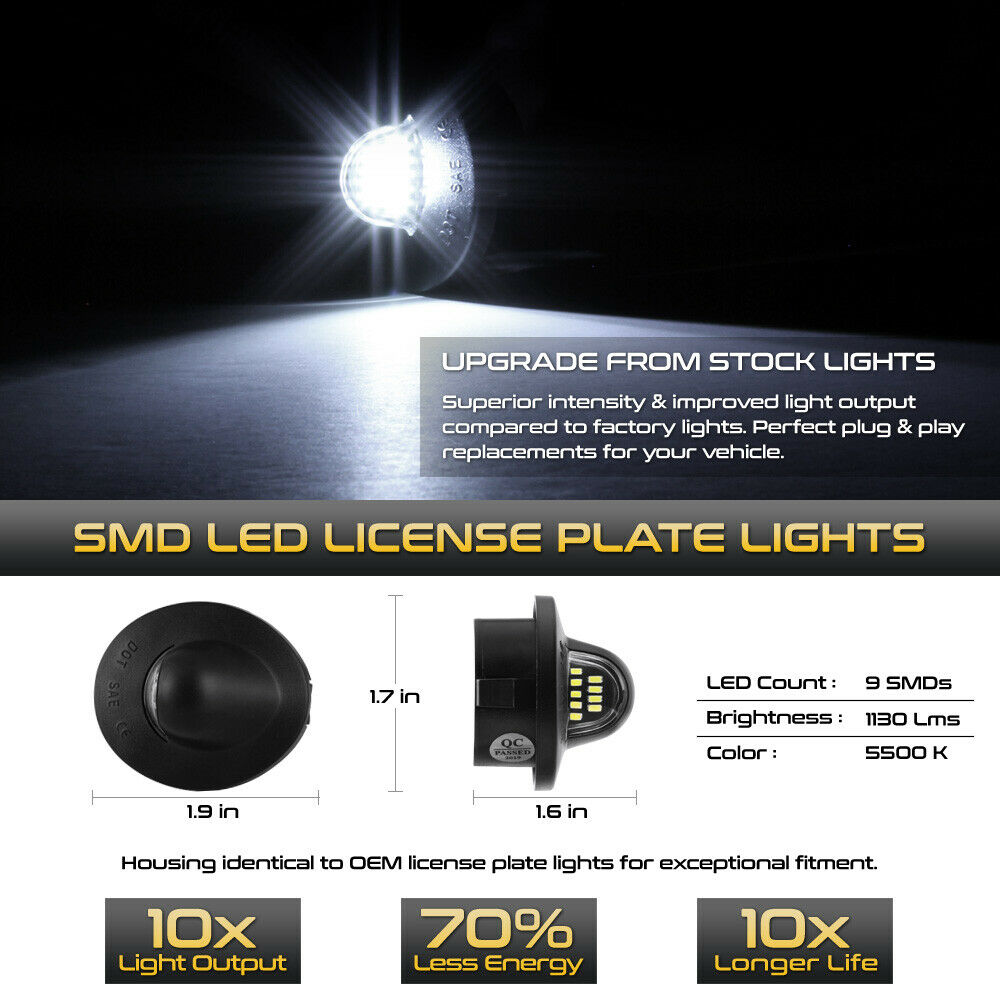 DOT SAE
UPGRADE FROM STOCK LIGHTS
Superior intensity & improved light output
compared to factory lights. Perfect plug & play
replacements for your vehicle.
SMD LED LICENSE PLATE LIGHTS
DOT SAE
1.7 in
QC
PASSED
2019
LED Count : 9 SMDs
Brightness : 1130 Lms
Color : 5500 K
1.9 in
1.6 in
Housing identical to OEM license plate lights for exceptional fitment.
10x
Light Output
70%
Less Energy
10x
Longer Life